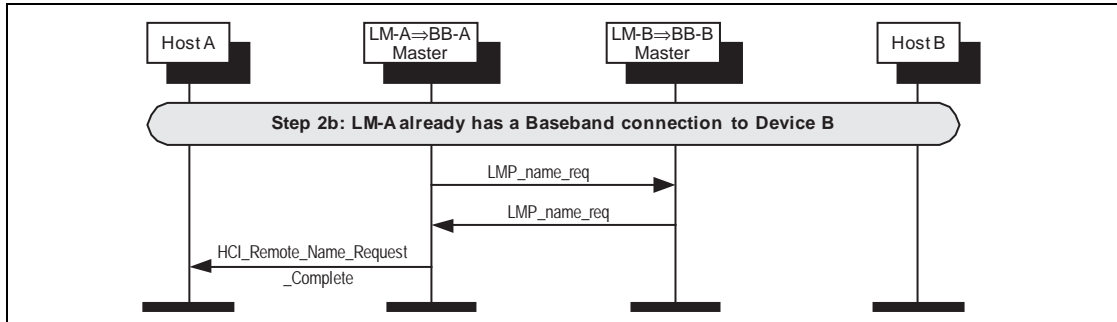 Host A
LM-A⇒BB-A
Master
LM-B⇒BB-B
Master
Host B
Step 2b: LM-A already has a Baseband connection to Device B
LMP_name_req
LMP_name_req
HCI_Remote_Name_Request
_Complete